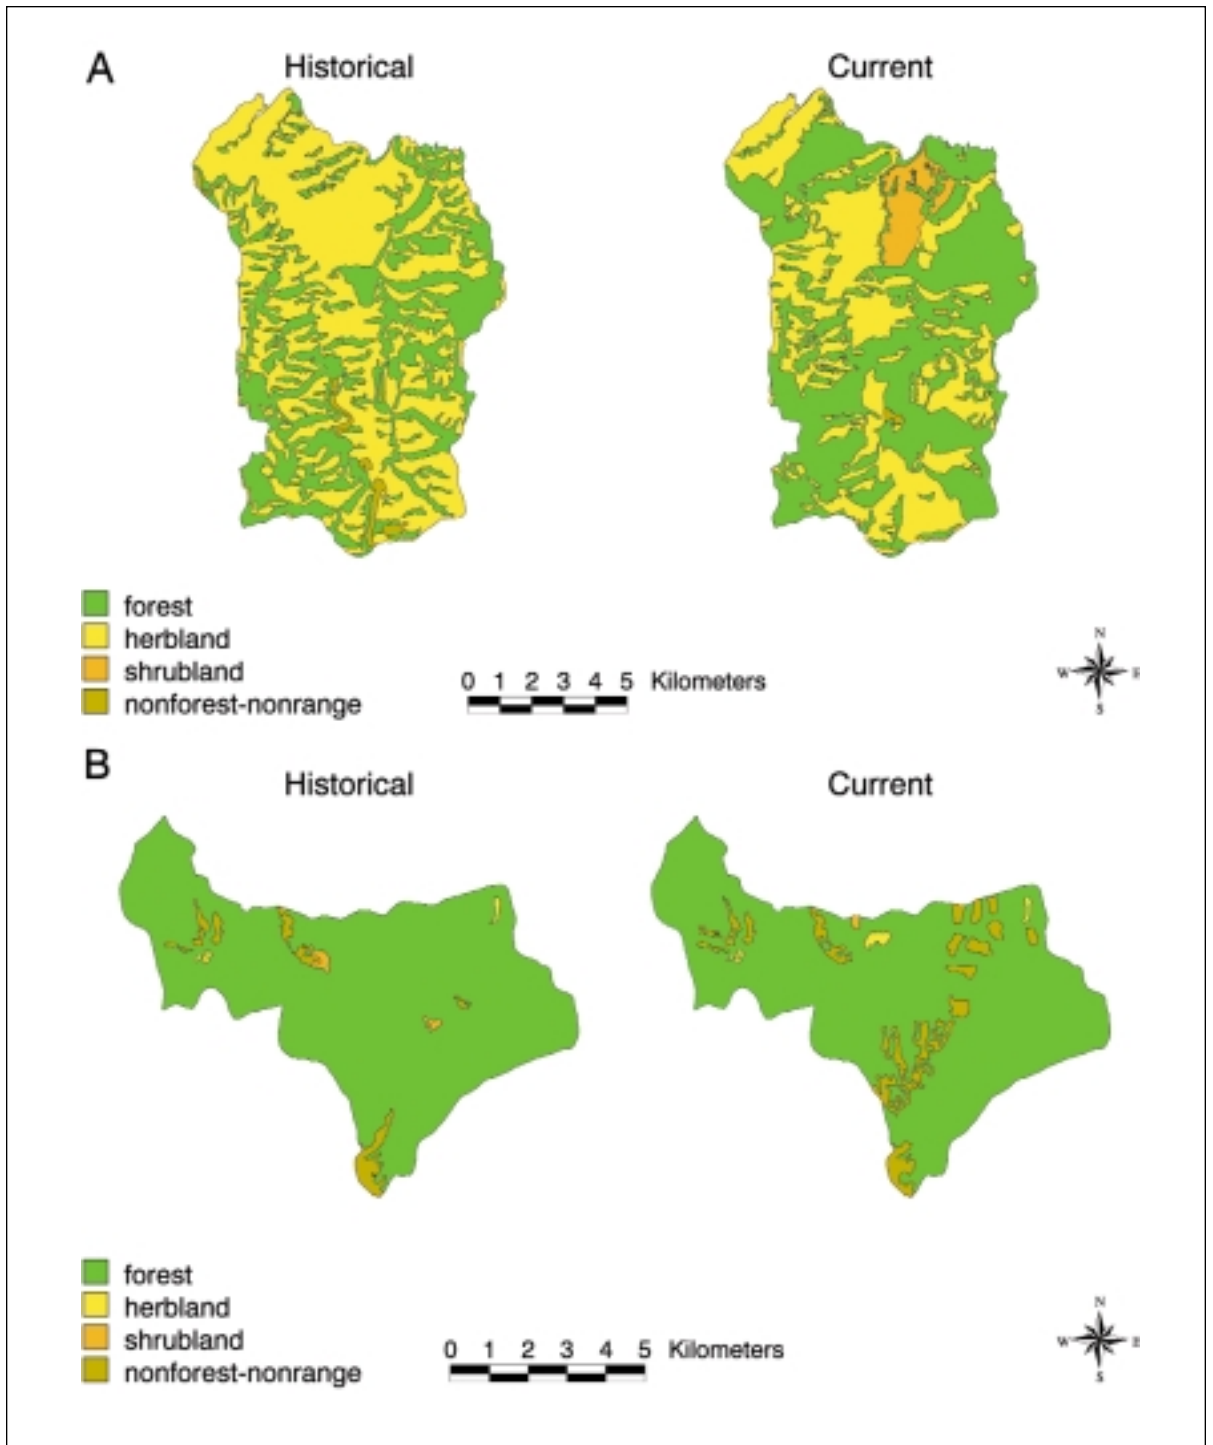 A
Historical
Current
forest
herbland
shrubland
nonforest-nonrange
0 1 2 3 4 5 Kilometers
N
W E
S
B
Historical
Current
forest
herbland
shrubland
nonforest-nonrange
0 1 2 3 4 5 Kilometers
N
W E
S